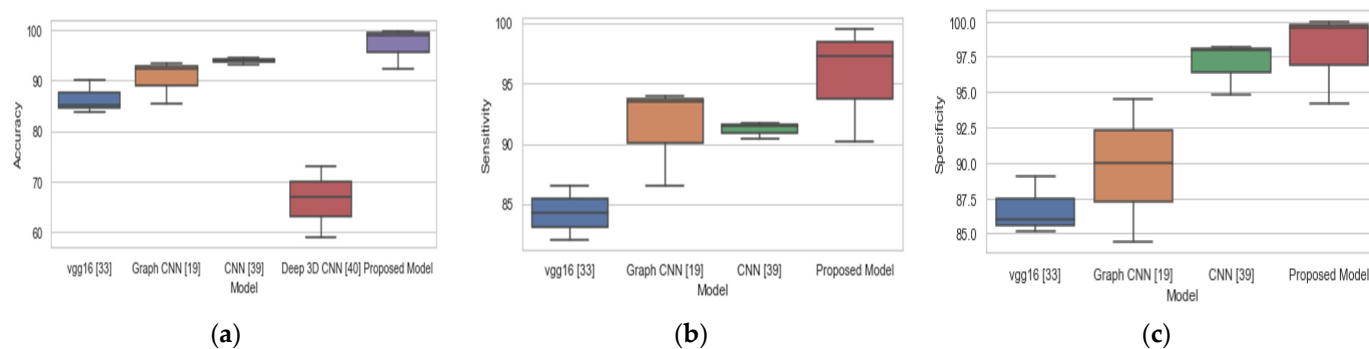 100
90
80
70
60
Accuracy
vgg16 [33]
Graph CNN [19]
CNN [39]
Deep 3D CNN [40]
Proposed Model
Model
(a)
100
95
90
85
Sensitivity
vgg16 [33]
Graph CNN [19]
CNN [39]
Proposed Model
Model
(b)
100.0
97.5
95.0
92.5
90.0
87.5
85.0
Specificity
vgg16 [33]
Graph CNN [19]
CNN [39]
Proposed Model
Model
(c)